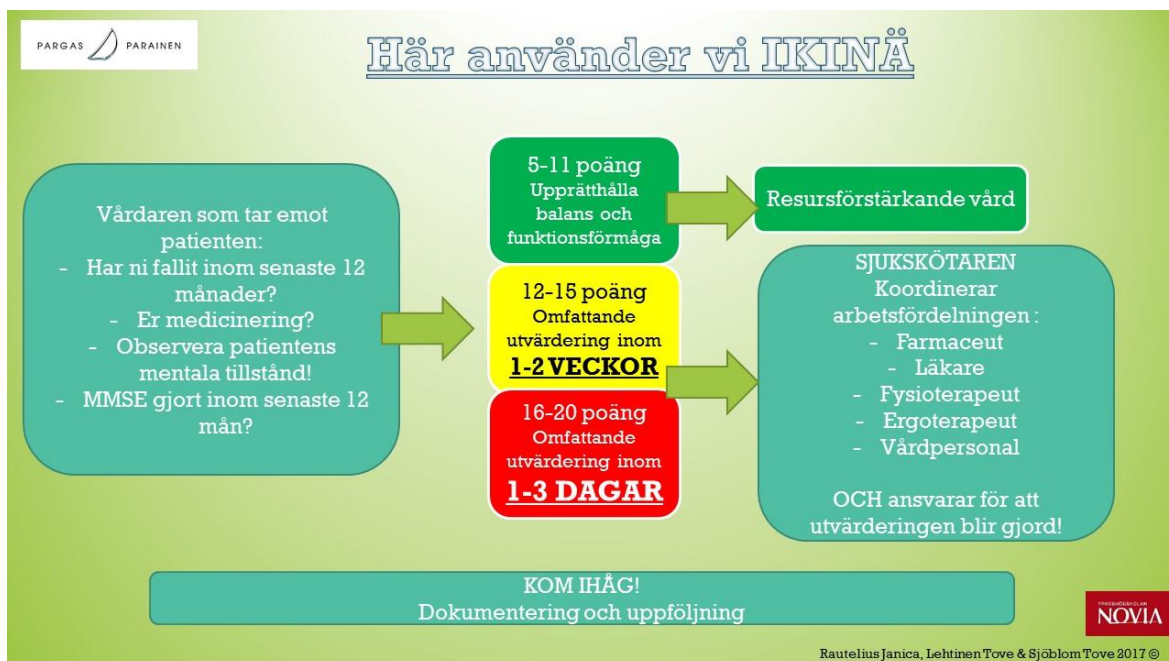 PARGAS PARAINEN
Här använder vi IKINÄ
Vårdaren som tar emot
patienten:
- Har ni fallit inom senaste 12
månader?
- Er medicinering?
- Observera patientens
mentala tillstånd!
- MMSE gjort inom senaste 12
mån?
5-11 poäng
Upprätthålla
balans och
funktionsförmåga
12-15 poäng
Omfattande
utvärdering inom
1-2 VECKOR
16-20 poäng
Omfattande
utvärdering inom
1-3 DAGAR
Resursförstärkande vård
SJUKSKÖTAREN
Koordinerar
arbetsfördelningen :
- Farmaceut
- Läkare
- Fysioterapeut
- Ergoterapeut
- Vårdpersonal
OCH ansvarar för att
utvärderingen blir gjord!
KOM IHÅG!
Dokumentering och uppföljning
YRKESHÖGSKOLAN
NOVIA
Rautelius Janica, Lehtinen Tove & Sjöblom Tove 2017 ©